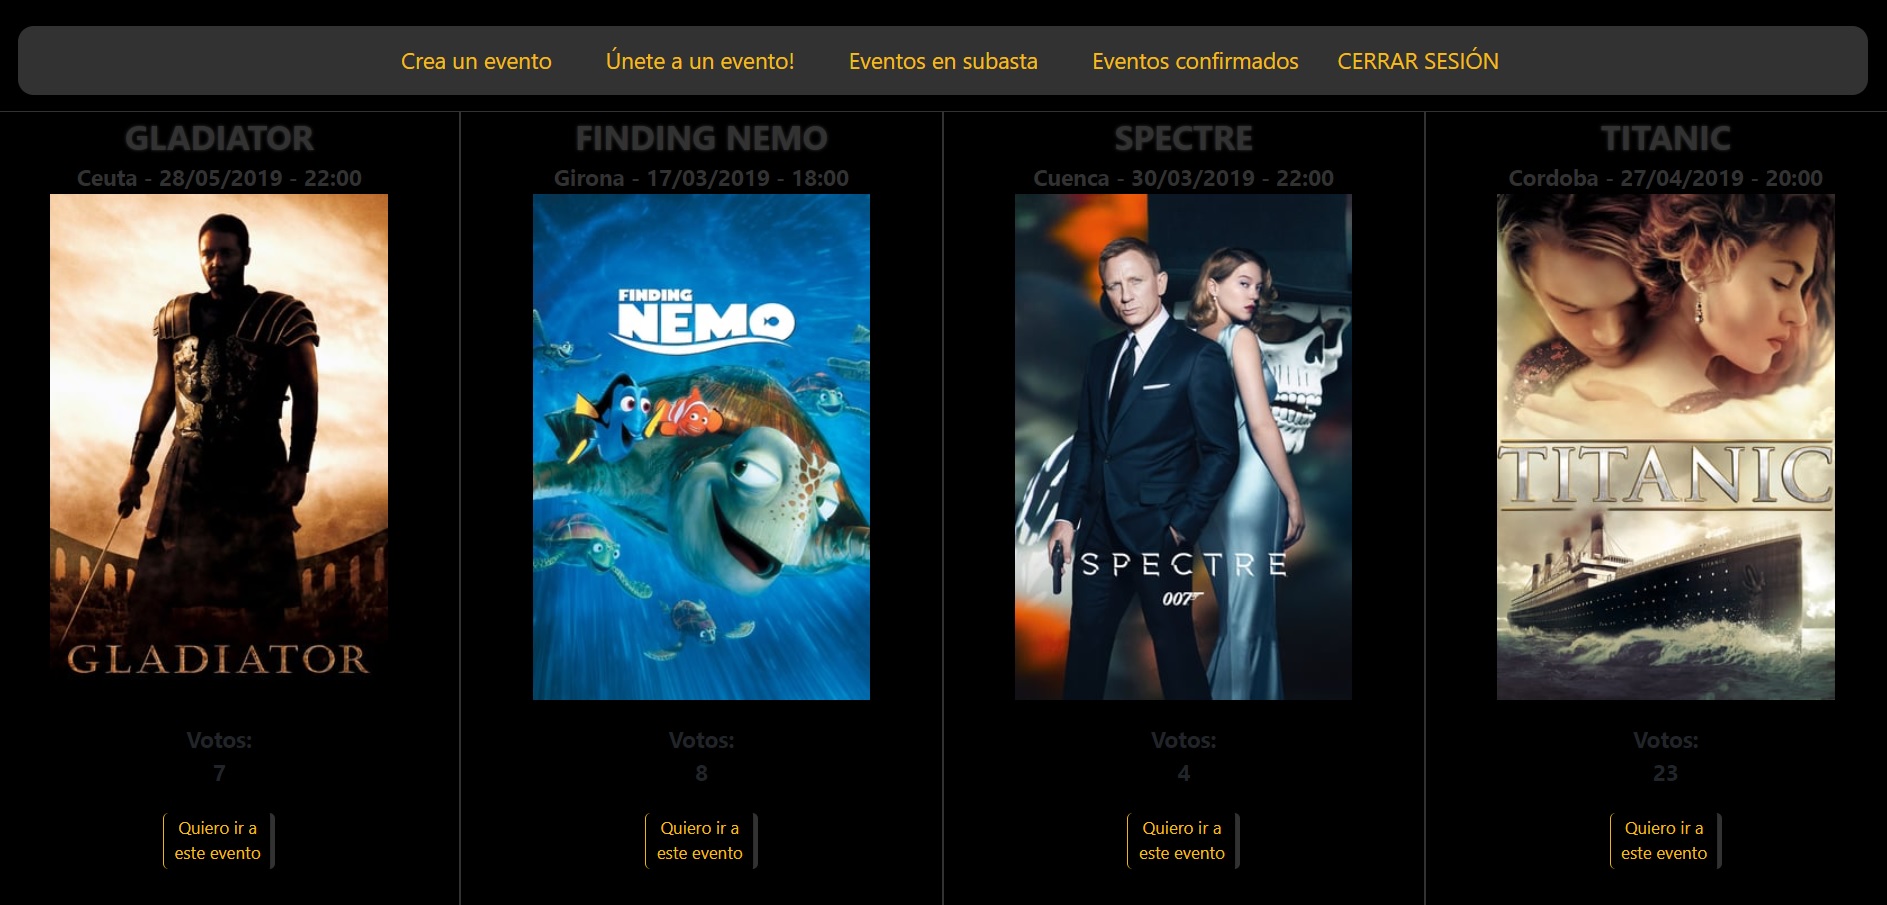 Crea un evento
Únete a un evento!
Eventos en subasta
Eventos confirmados
CERRAR SESIÓN
GLADIATOR
Ceuta - 28/05/2019 - 22:00
GLADIATOR
Votos:
7
Quiero ir a
este evento
FINDING NEMO
Girona - 17/03/2019 - 18:00
FINDING
NEMO
Votos:
8
Quiero ir a
este evento
SPECTRE
Cuenca - 30/03/2019 - 22:00
SPECTRE
007
Votos:
4
Quiero ir a
este evento
TITANIC
Cordoba - 27/04/2019 - 20:00
TITANIC
TITANIC
Votos:
23
Quiero ir a
este evento